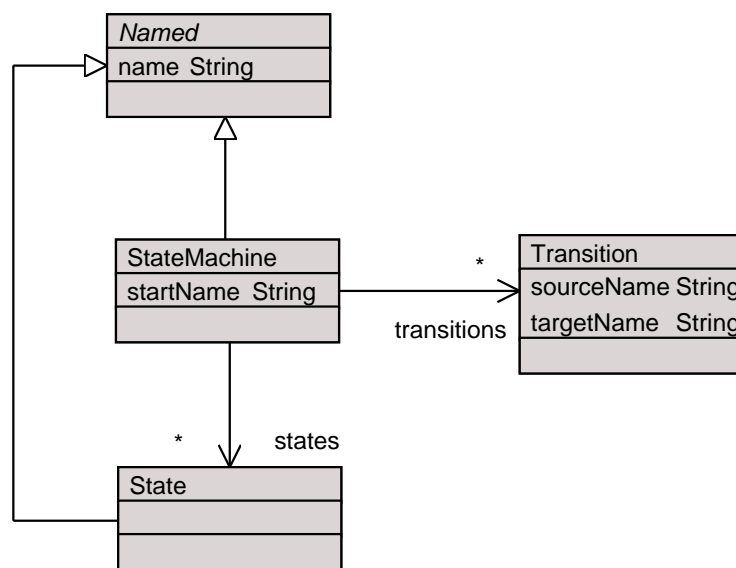 Named
name String
StateMachine
startName String
*
transitions
Transition
sourceName String
targetName String
*
states
State